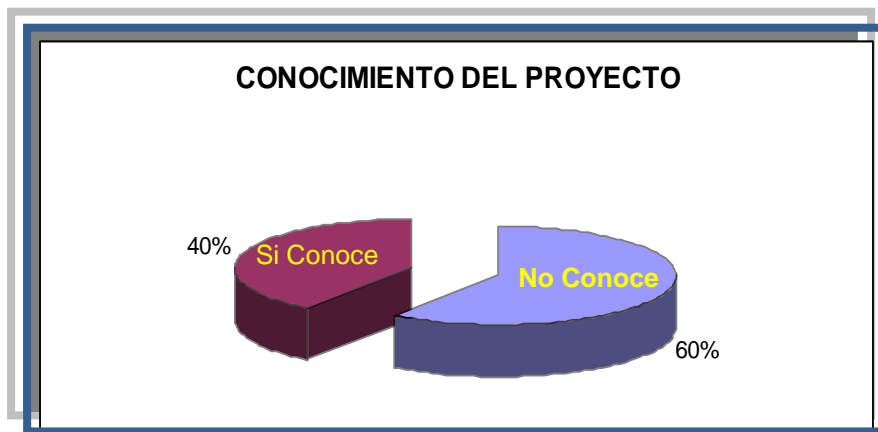 CONOCIMIENTO DEL PROYECTO
40%
Si Conoce
No Conoce
60%